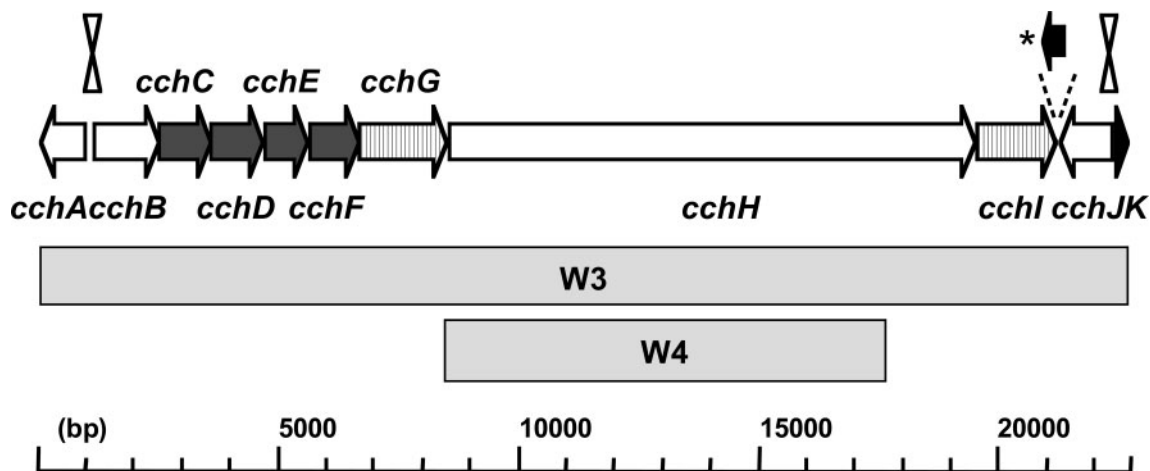 *
cchC cchE cchG
cchAcchB cchD cchF cchH cchI cchJK
W3
W4
(bp) 5000 10000 15000 20000